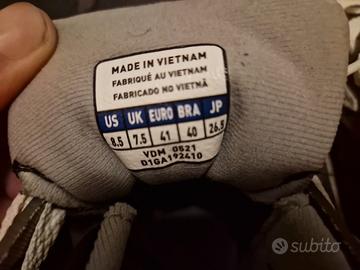 MADE IN VIETNAM
FABRIQUÉ AU VIETNAM
FABRICADO NO VIETNÃ
US UK EURO BRA JP
8.5 7.5 41 40 26.5
VDM 0521
D1GA192410
subito